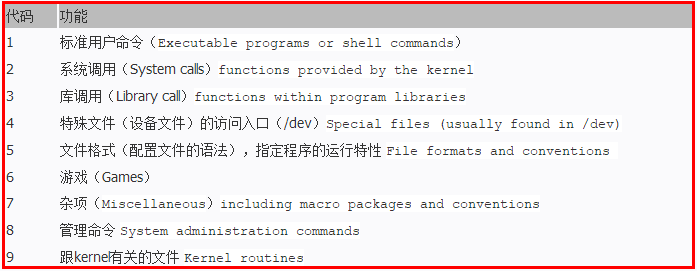 代码 功能
1 标准用户命令（Executable programs or shell commands）
2 系统调用（System calls）functions provided by the kernel
3 库调用（Library call）functions within program libraries
4 特殊文件（设备文件）的访问入口（/dev）Special files (usually found in /dev)
5 文件格式（配置文件的语法），指定程序的运行特性 File formats and conventions
6 游戏（Games）
7 杂项（Miscellaneous）including macro packages and conventions
8 管理命令 System administration commands
9 跟kernel有关的文件 Kernel routines